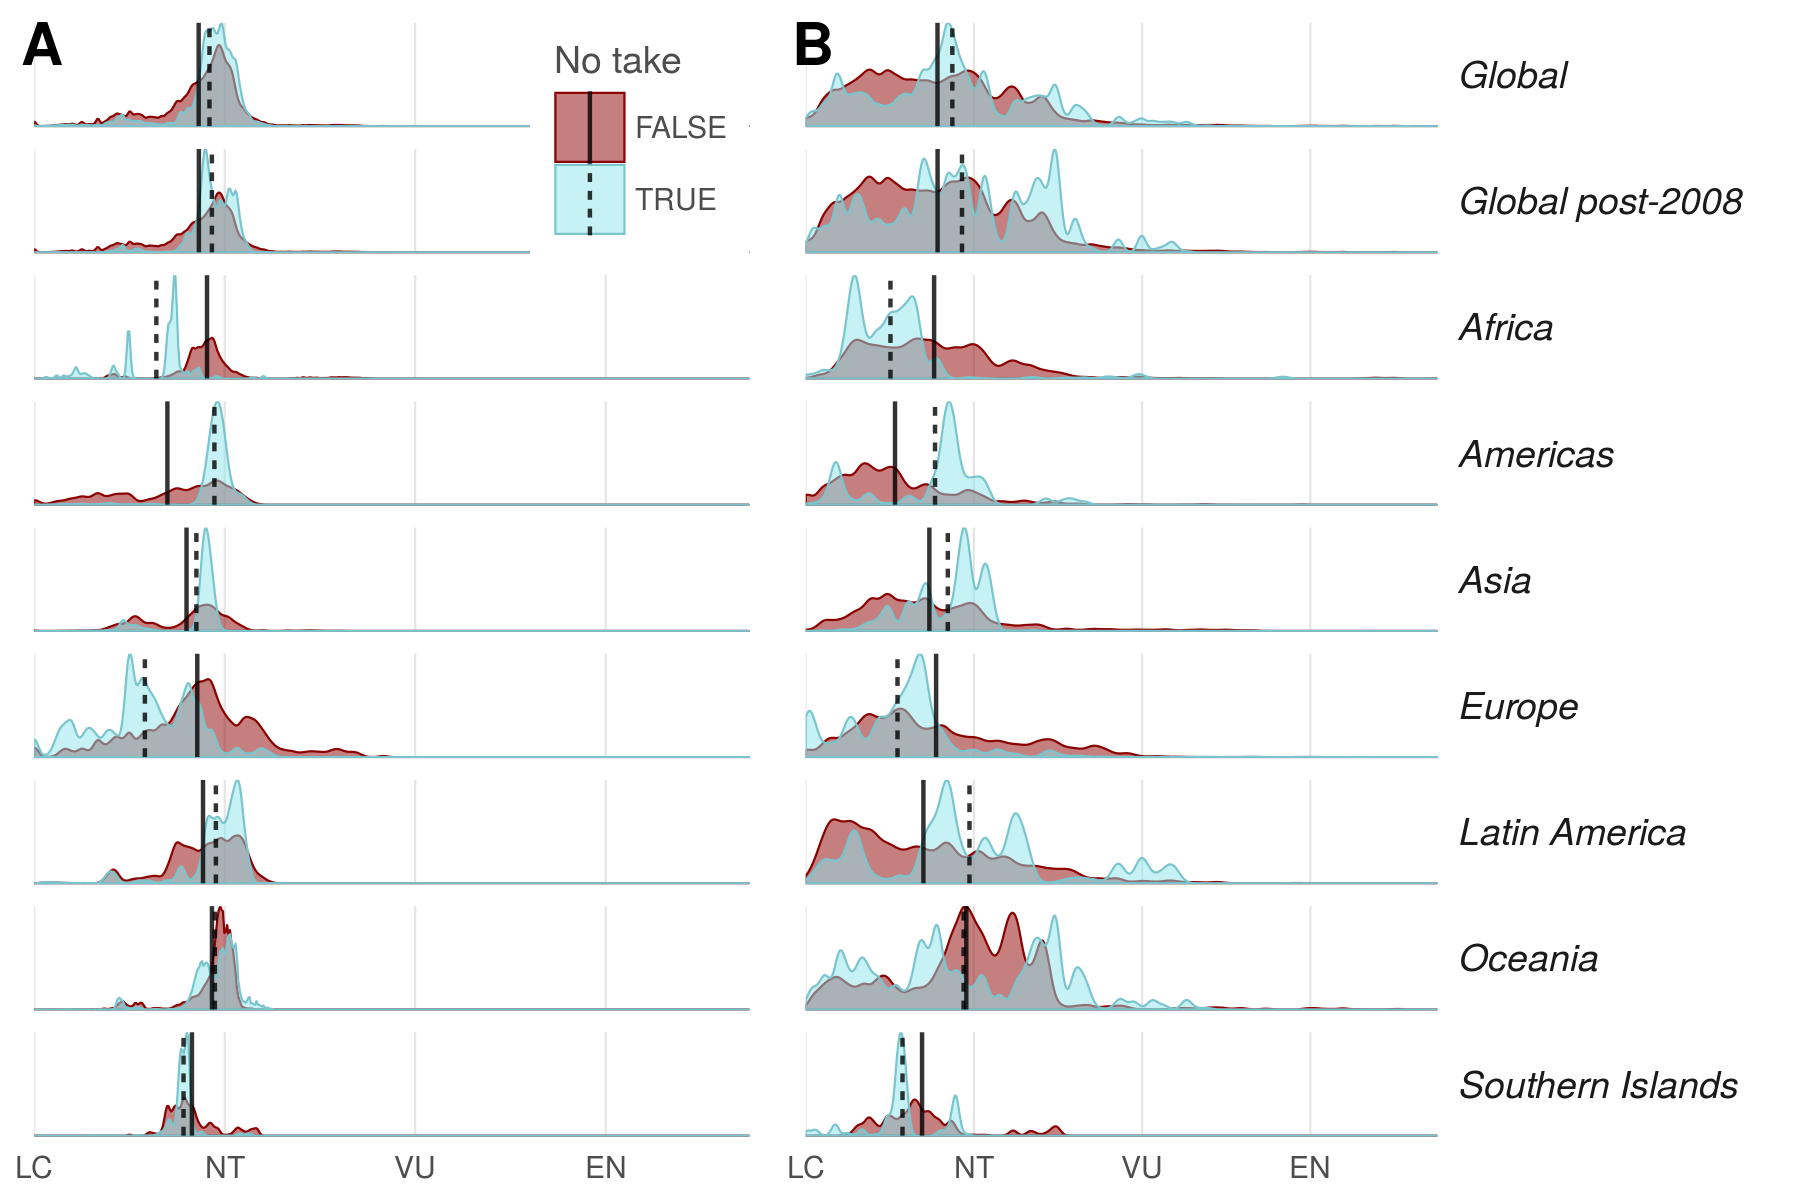 A
B
No take
FALSE
TRUE
Global
Global post-2008
Africa
Americas
Asia
Europe
Latin America
Oceania
Southern Islands
LC NT VU EN
LC NT VU EN